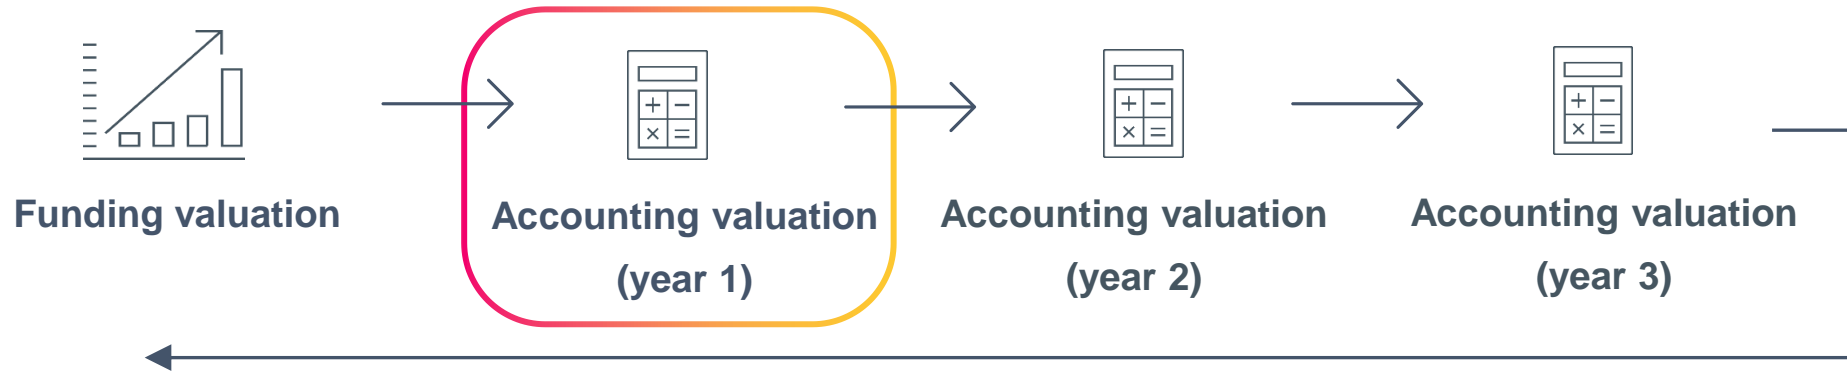 Funding valuation
Accounting valuation
(year 1)
Accounting valuation
(year 2)
Accounting valuation
(year 3)